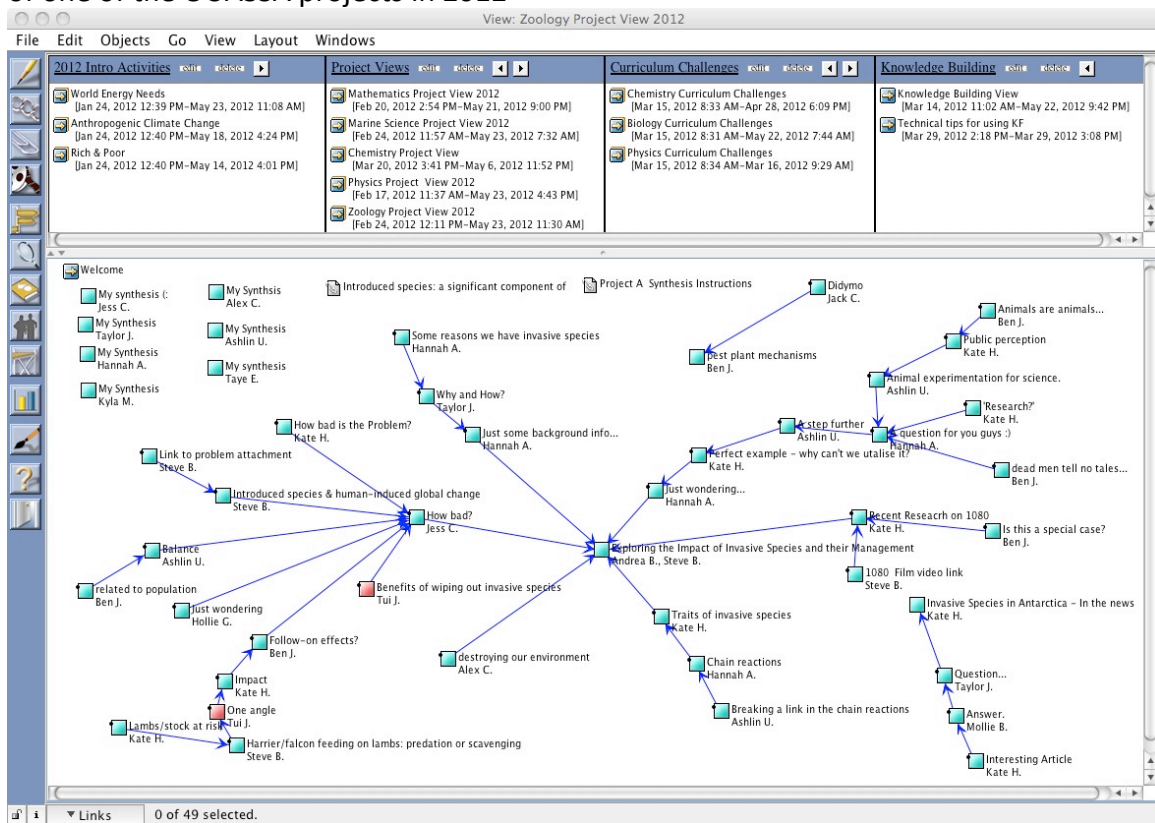 of one of the OCASSA projects in 2012
View: Zoology Project View 2012
File Edit Objects Go View Layout Windows
2012 Intro Activities edit delete
World Energy Needs
[Jan 24, 2012 12:39 PM–May 23, 2012 11:08 AM]
Anthropogenic Climate Change
[Jan 24, 2012 12:40 PM–May 18, 2012 4:24 PM]
Rich & Poor
[Jan 24, 2012 12:40 PM–May 14, 2012 4:01 PM]
Project Views edit delete
Mathematics Project View 2012
[Feb 20, 2012 2:54 PM–May 21, 2012 9:00 PM]
Marine Science Project View 2012
[Feb 24, 2012 11:57 AM–May 23, 2012 7:32 AM]
Chemistry Project View
[Mar 20, 2012 3:41 PM–May 6, 2012 11:52 PM]
Physics Project View 2012
[Feb 17, 2012 11:37 AM–May 23, 2012 4:43 PM]
Zoology Project View 2012
[Feb 24, 2012 12:11 PM–May 23, 2012 11:30 AM]
Curriculum Challenges edit delete
Chemistry Curriculum Challenges
[Mar 15, 2012 8:33 AM–Apr 28, 2012 6:09 PM]
Biology Curriculum Challenges
[Mar 15, 2012 8:31 AM–May 22, 2012 7:44 AM]
Physics Curriculum Challenges
[Mar 15, 2012 8:34 AM–Mar 16, 2012 9:29 AM]
Knowledge Building edit delete
Knowledge Building View
[Mar 14, 2012 11:02 AM–May 22, 2012 9:42 PM]
Technical tips for using KF
[Mar 29, 2012 2:18 PM–Mar 29, 2012 3:08 PM]
Welcome
My synthesis (:
Jess C.
My Synthsis
Alex C.
My Synthesis
Taylor J.
My Synthesis
Ashlin U.
My Synthesis
Hannah A.
My synthesis
Taye E.
My Synthesis
Kyla M.
Introduced species: a significant component of
Project A Synthesis Instructions
Didymo
Jack C.
pest plant mechanisms
Ben J.
Animals are animals...
Ben J.
Public perception
Kate H.
Animal experimentation for science.
Ashlin U.
'Research?'
Kate H.
A question for you guys :)
Hannah A.
dead men tell no tales...
Ben J.
A step further
Ashlin U.
Perfect example – why can't we utalise it?
Kate H.
Just wondering...
Hannah A.
Some reasons we have invasive species
Hannah A.
Why and How?
Taylor J.
Just some background info...
Hannah A.
How bad is the Problem?
Kate H.
Link to problem attachment
Steve B.
Introduced species & human-induced global change
Steve B.
How bad?
Jess C.
Exploring the Impact of Invasive Species and their Management
Andrea B., Steve B.
Recent Reseacrh on 1080
Kate H.
Is this a special case?
Ben J.
1080 Film video link
Steve B.
Balance
Ashlin U.
related to population
Ben J.
Just wondering
Hollie G.
Benefits of wiping out invasive species
Tui J.
Follow-on effects?
Ben J.
Impact
Kate H.
One angle
Tui J.
Lambs/stock at risk
Kate H.
Harrier/falcon feeding on lambs: predation or scavenging
Steve B.
destroying our environment
Alex C.
Traits of invasive species
Kate H.
Chain reactions
Hannah A.
Breaking a link in the chain reactions
Ashlin U.
Invasive Species in Antarctica – In the news
Kate H.
Question...
Taylor J.
Answer.
Mollie B.
Interesting Article
Kate H.
Links
0 of 49 selected.